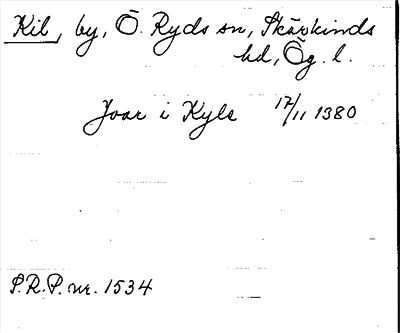 Kil, by, Ö. Ryds sn, Skärkinds
hd, Ög. l.
Joar i Kyle 17/11 1380
S.R.P. nr. 1534